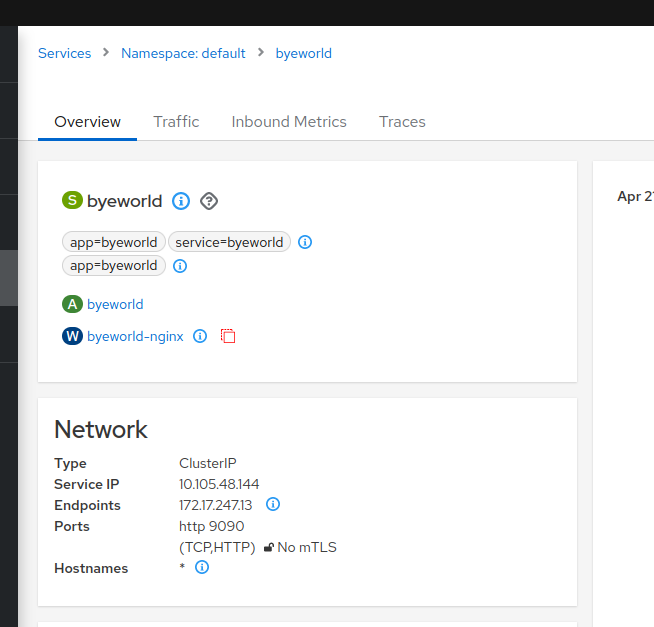 Services > Namespace: default > byeworld
Overview Traffic Inbound Metrics Traces
S byeworld
app=byeworld service=byeworld
app=byeworld
A byeworld
W byeworld-nginx
Network
Type ClusterIP
Service IP 10.105.48.144
Endpoints 172.17.247.13
Ports http 9090
(TCP,HTTP) No mTLS
Hostnames *
Apr